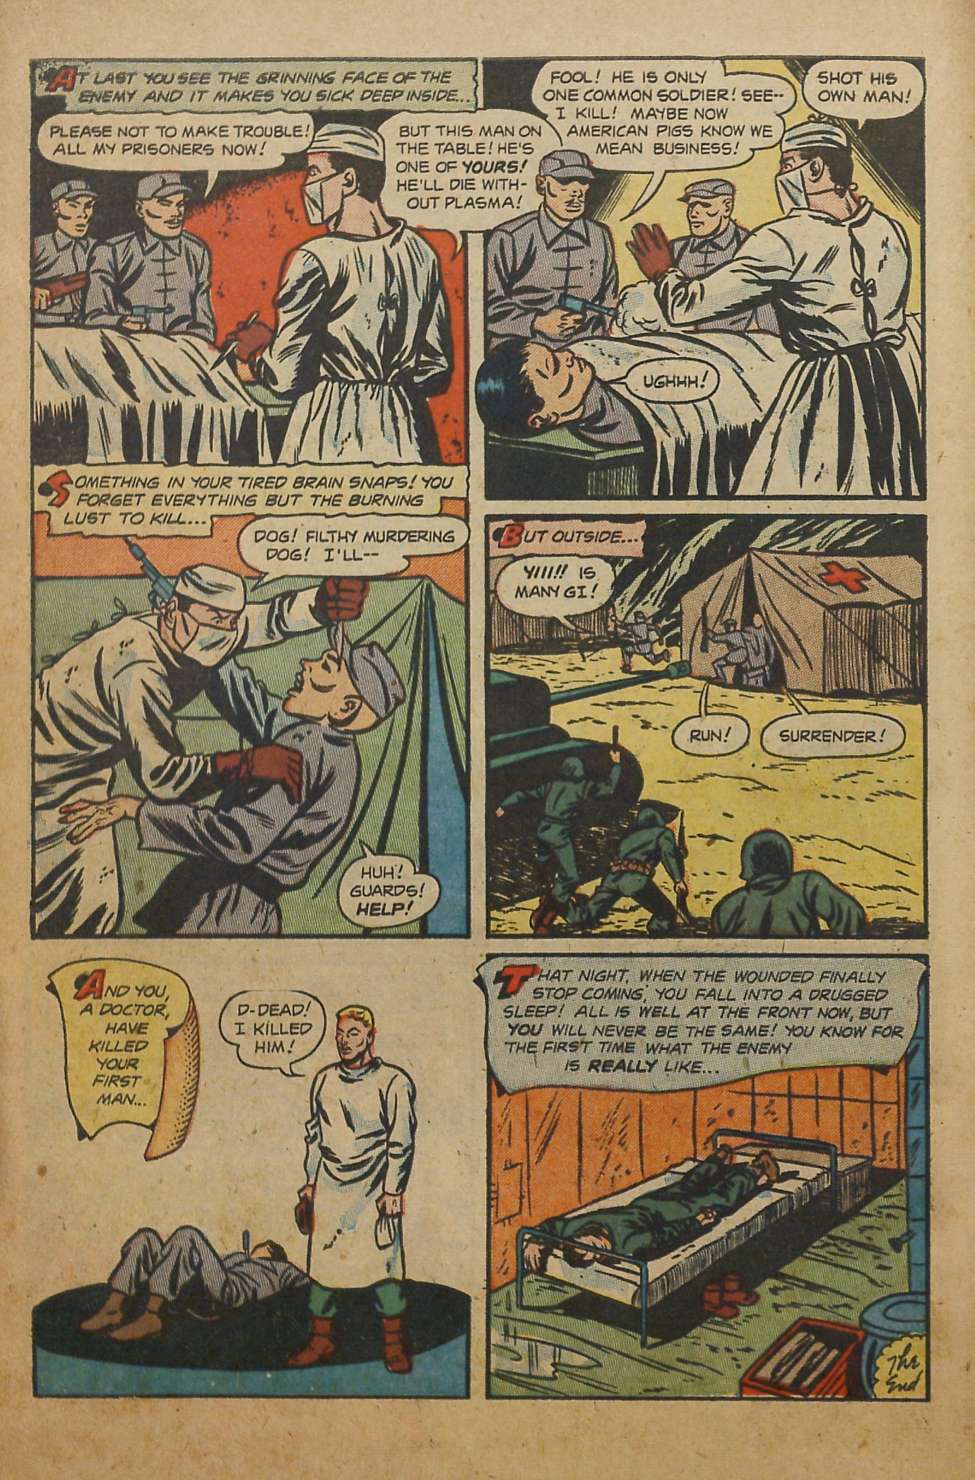 AT LAST YOU SEE THE GRINNING FACE OF THE
ENEMY AND IT MAKES YOU SICK DEEP INSIDE...
PLEASE NOT TO MAKE TROUBLE!
ALL MY PRISONERS NOW!
BUT THIS MAN ON
THE TABLE! HE'S
ONE OF YOURS!
HE'LL DIE WITH-
OUT PLASMA!
FOOL! HE IS ONLY
ONE COMMON SOLDIER! SEE--
I KILL! MAYBE NOW
AMERICAN PIGS KNOW WE
MEAN BUSINESS!
SHOT HIS
OWN MAN!
UGHHH!
SOMETHING IN YOUR TIRED BRAIN SNAPS! YOU
FORGET EVERYTHING BUT THE BURNING
LUST TO KILL...
DOG! FILTHY MURDERING
DOG! I'LL--
HUH!
GUARDS!
HELP!
BUT OUTSIDE...
YIII!! IS
MANY GI!
RUN!
SURRENDER!
AND YOU,
A DOCTOR,
HAVE
KILLED
YOUR
FIRST
MAN...
D-DEAD!
I KILLED
HIM!
THAT NIGHT, WHEN THE WOUNDED FINALLY
STOP COMING, YOU FALL INTO A DRUGGED
SLEEP! ALL IS WELL AT THE FRONT NOW, BUT
YOU WILL NEVER BE THE SAME! YOU KNOW FOR
THE FIRST TIME WHAT THE ENEMY
IS REALLY LIKE...
The
End